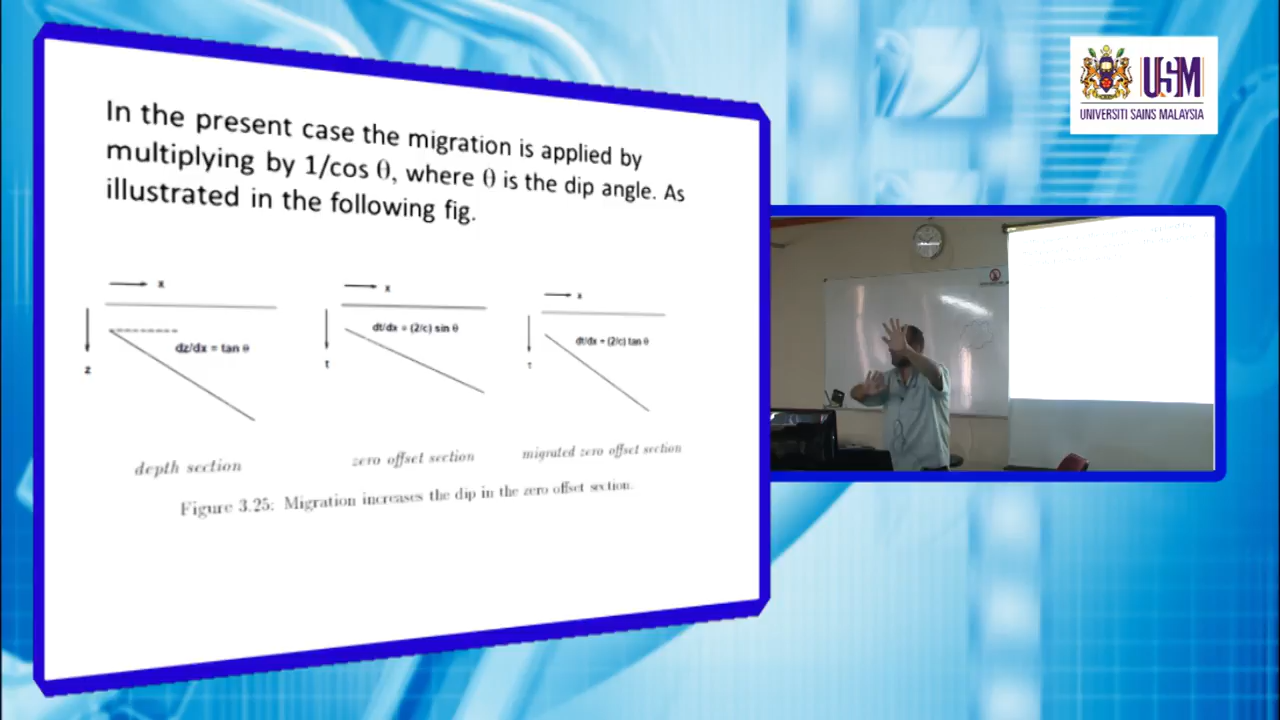 In the present case the migration is applied by
multiplying by 1/cos θ, where θ is the dip angle. As
illustrated in the following fig.
x
z
dz/dx = tan θ
depth section
x
t
dt/dx = (2/c) sin θ
zero offset section
x
t
dt/dx = (2/c) tan θ
migrated zero offset section
Figure 3.25: Migration increases the dip in the zero offset section.
USM
UNIVERSITI SAINS MALAYSIA